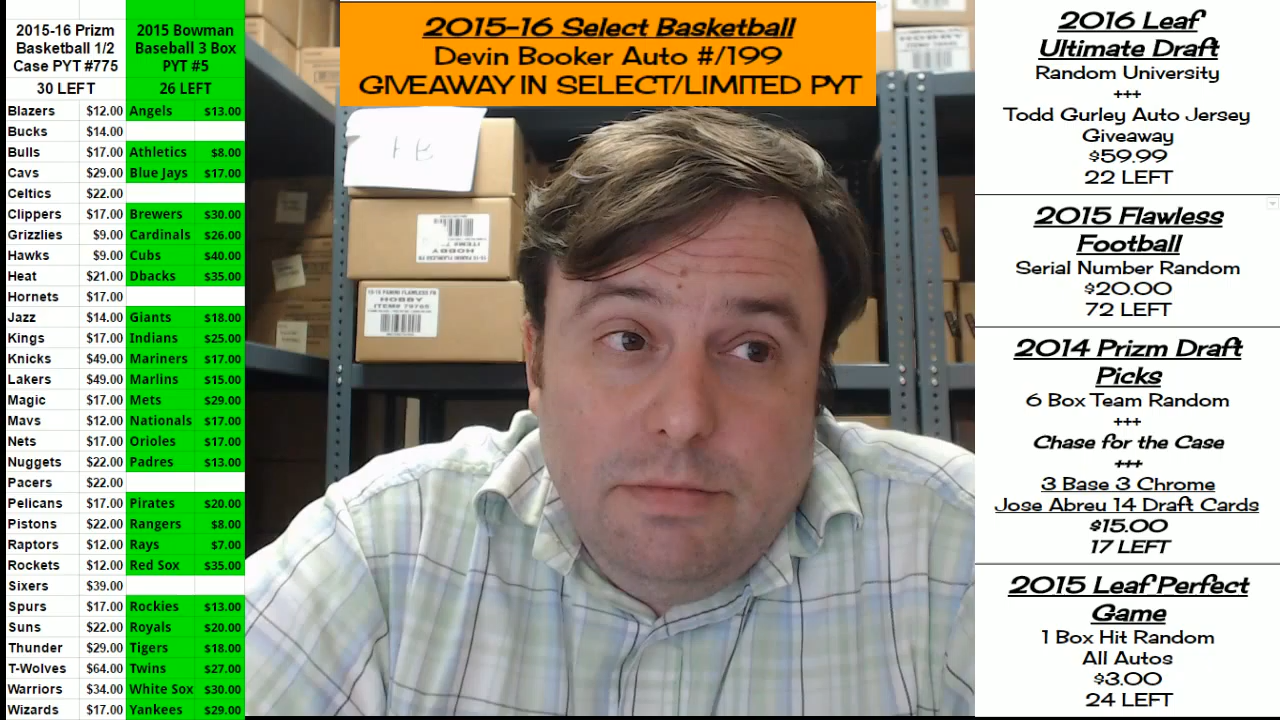 2015-16 Prizm
Basketball 1/2
Case PYT #775
30 LEFT
Blazers $12.00
Bucks $14.00
Bulls $17.00
Cavs $29.00
Celtics $22.00
Clippers $17.00
Grizzlies $9.00
Hawks $9.00
Heat $21.00
Hornets $17.00
Jazz $14.00
Kings $17.00
Knicks $49.00
Lakers $49.00
Magic $17.00
Mavs $12.00
Nets $17.00
Nuggets $22.00
Pacers $22.00
Pelicans $17.00
Pistons $22.00
Raptors $12.00
Rockets $12.00
Sixers $39.00
Spurs $17.00
Suns $22.00
Thunder $29.00
T-Wolves $64.00
Warriors $34.00
Wizards $17.00
2015 Bowman
Baseball 3 Box
PYT #5
26 LEFT
Angels $13.00
Athletics $8.00
Blue Jays $17.00
Brewers $30.00
Cardinals $26.00
Cubs $40.00
Dbacks $35.00
Giants $18.00
Indians $25.00
Mariners $17.00
Marlins $15.00
Mets $29.00
Nationals $17.00
Orioles $17.00
Padres $13.00
Pirates $20.00
Rangers $8.00
Rays $7.00
Red Sox $35.00
Rockies $13.00
Royals $20.00
Tigers $18.00
Twins $27.00
White Sox $30.00
Yankees $29.00
2015-16 Select Basketball
Devin Booker Auto #/199
GIVEAWAY IN SELECT/LIMITED PYT
HOBBY
HOBBY
2016 Leaf
Ultimate Draft
Random University
+++
Todd Gurley Auto Jersey
Giveaway
$59.99
22 LEFT
2015 Flawless
Football
Serial Number Random
$20.00
72 LEFT
2014 Prizm Draft
Picks
6 Box Team Random
+++
Chase for the Case
+++
3 Base 3 Chrome
Jose Abreu 14 Draft Cards
$15.00
17 LEFT
2015 Leaf Perfect
Game
1 Box Hit Random
All Autos
$3.00
24 LEFT